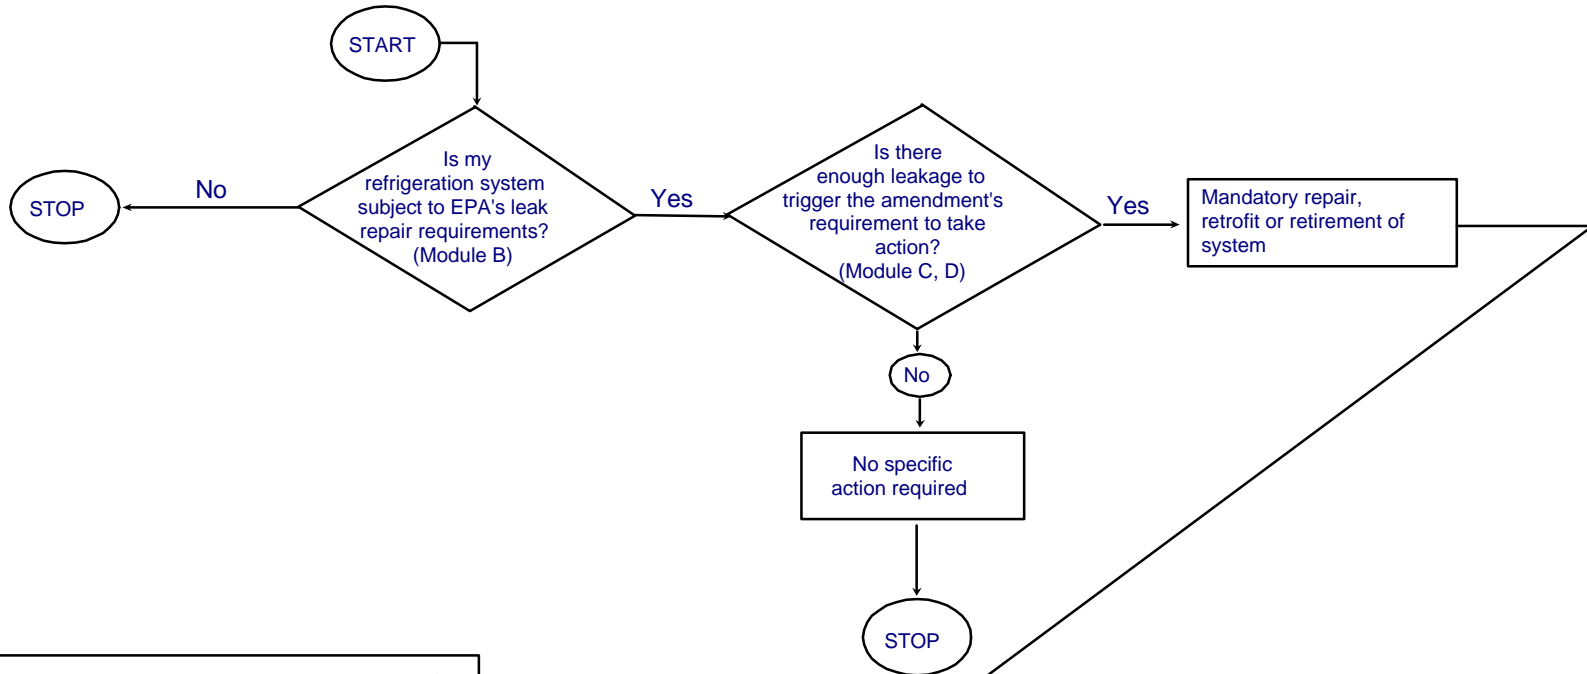 START
Is my
refrigeration system
subject to EPA's leak
repair requirements?
(Module B)
No
STOP
Yes
Is there
enough leakage to
trigger the amendment's
requirement to take
action?
(Module C, D)
Yes
Mandatory repair,
retrofit or retirement of
system
No
No specific
action required
STOP